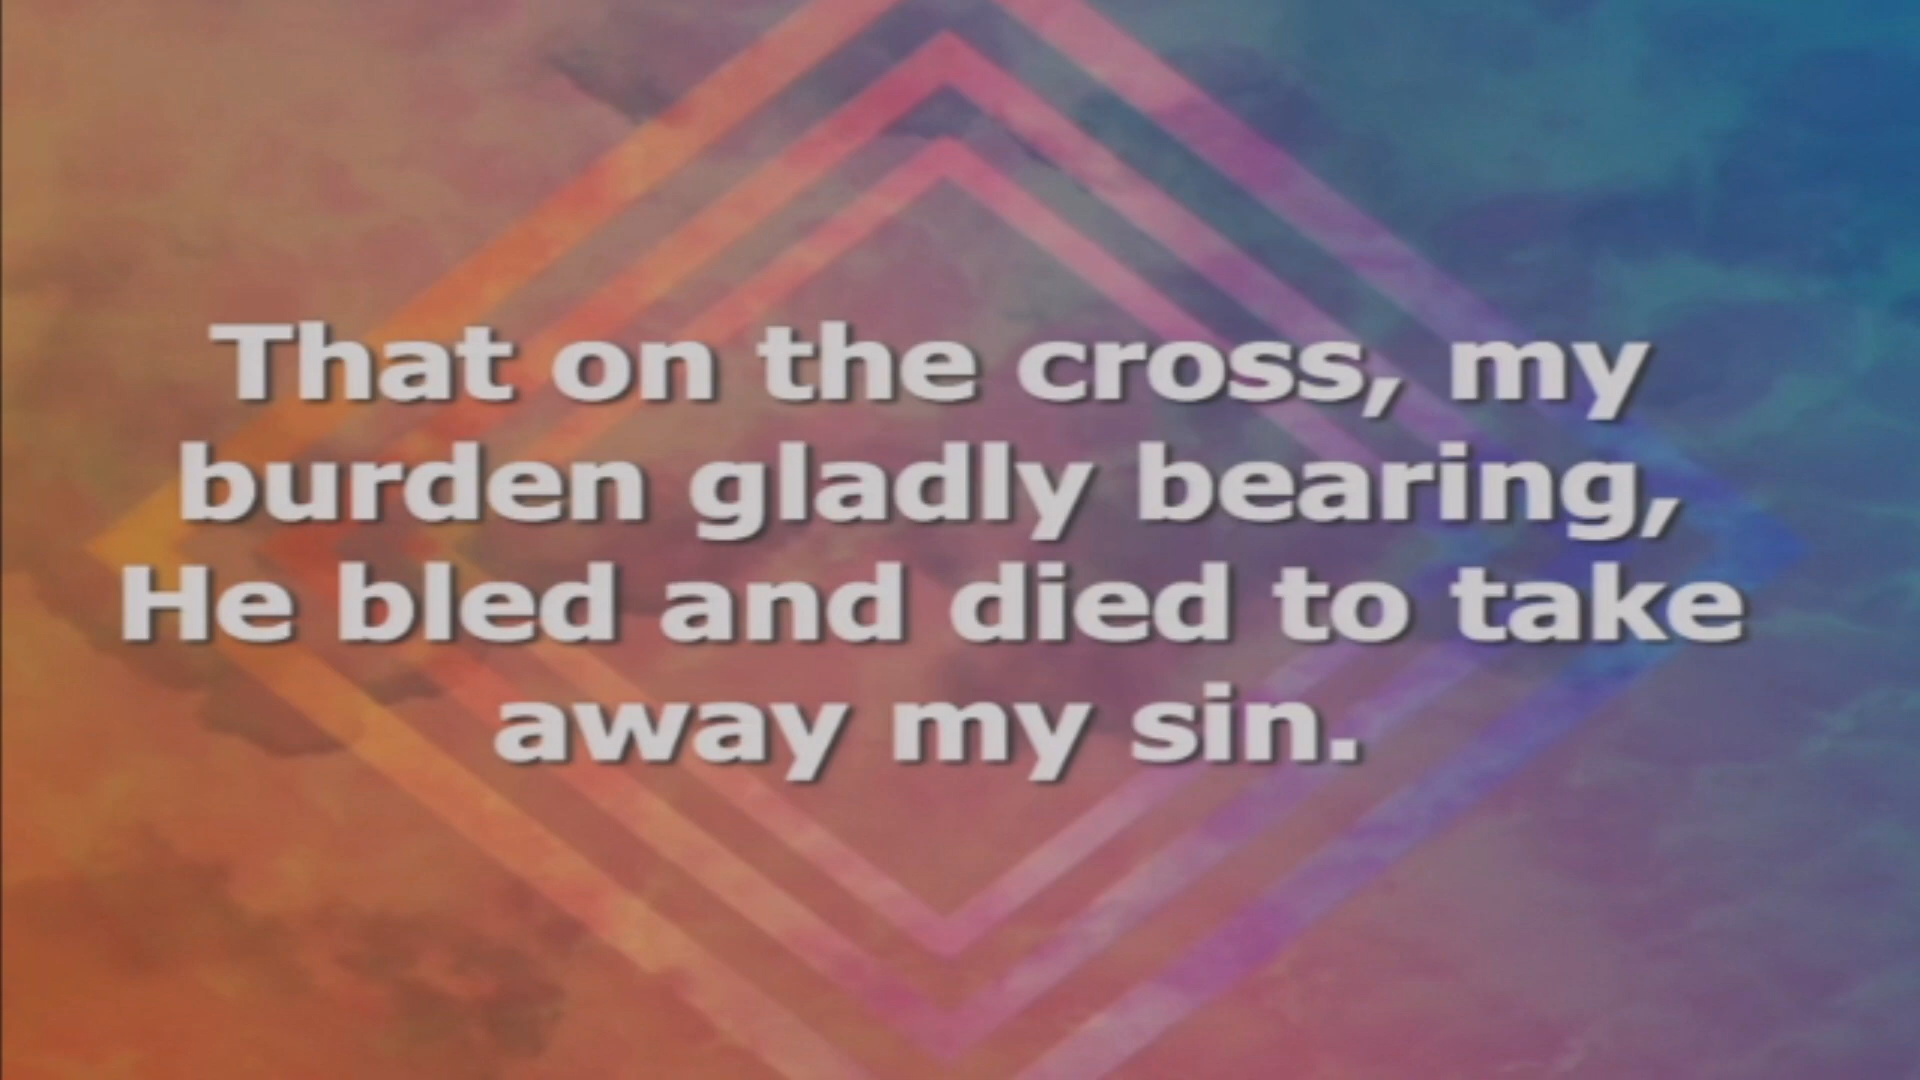 That on the cross, my
burden gladly bearing,
He bled and died to take
away my sin.